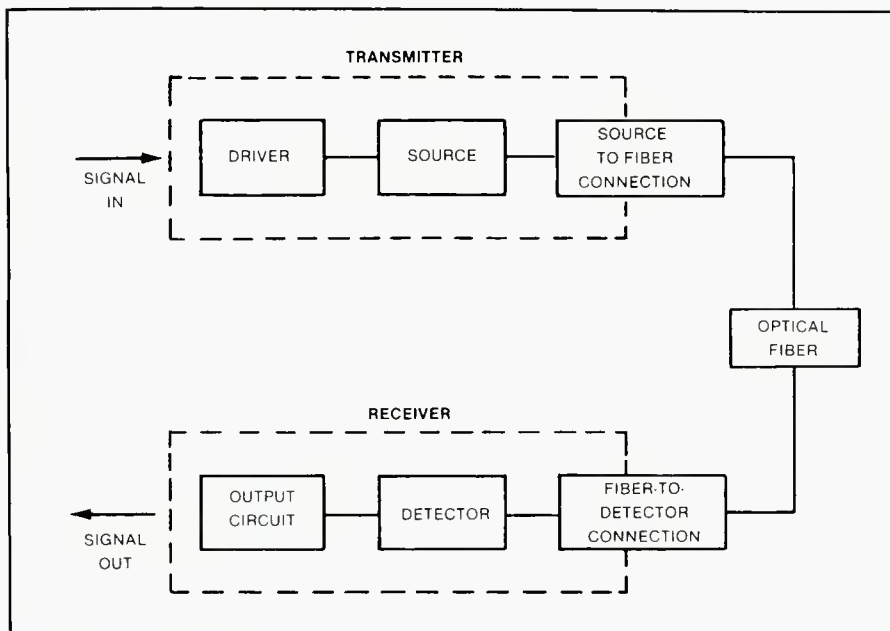 TRANSMITTER
DRIVER
SOURCE
SOURCE
TO FIBER
CONNECTION
SIGNAL
IN
OPTICAL
FIBER
RECEIVER
OUTPUT
CIRCUIT
DETECTOR
FIBER-TO-
DETECTOR
CONNECTION
SIGNAL
OUT